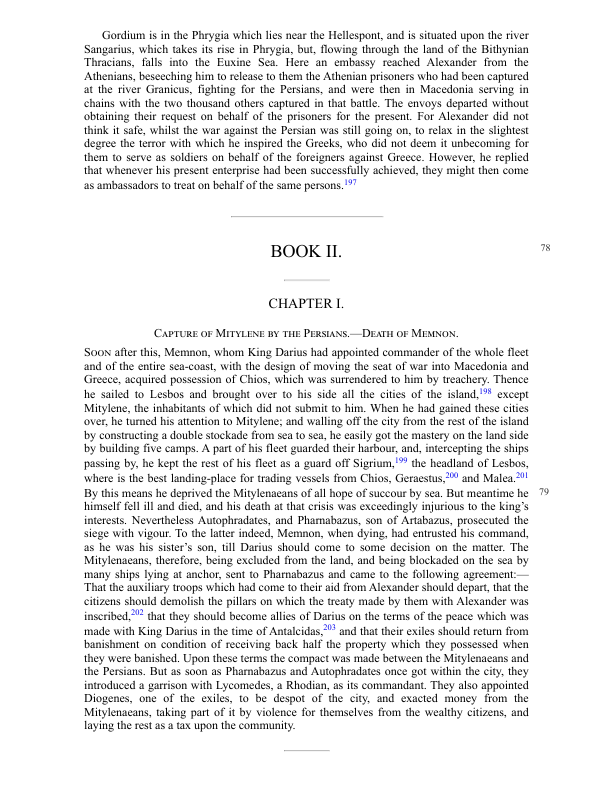 Gordium is in the Phrygia which lies near the Hellespont, and is situated upon the river
Sangarius, which takes its rise in Phrygia, but, flowing through the land of the Bithynian
Thracians, falls into the Euxine Sea. Here an embassy reached Alexander from the
Athenians, beseeching him to release to them the Athenian prisoners who had been captured
at the river Granicus, fighting for the Persians, and were then in Macedonia serving in
chains with the two thousand others captured in that battle. The envoys departed without
obtaining their request on behalf of the prisoners for the present. For Alexander did not
think it safe, whilst the war against the Persian was still going on, to relax in the slightest
degree the terror with which he inspired the Greeks, who did not deem it unbecoming for
them to serve as soldiers on behalf of the foreigners against Greece. However, he replied
that whenever his present enterprise had been successfully achieved, they might then come
as ambassadors to treat on behalf of the same persons.197
BOOK II. 78
CHAPTER I.
Capture of Mitylene by the Persians.—Death of Memnon.
Soon after this, Memnon, whom King Darius had appointed commander of the whole fleet
and of the entire sea-coast, with the design of moving the seat of war into Macedonia and
Greece, acquired possession of Chios, which was surrendered to him by treachery. Thence
he sailed to Lesbos and brought over to his side all the cities of the island,198 except
Mitylene, the inhabitants of which did not submit to him. When he had gained these cities
over, he turned his attention to Mitylene; and walling off the city from the rest of the island
by constructing a double stockade from sea to sea, he easily got the mastery on the land side
by building five camps. A part of his fleet guarded their harbour, and, intercepting the ships
passing by, he kept the rest of his fleet as a guard off Sigrium,199 the headland of Lesbos,
where is the best landing-place for trading vessels from Chios, Geraestus,200 and Malea.201
By this means he deprived the Mitylenaeans of all hope of succour by sea. But meantime he 79
himself fell ill and died, and his death at that crisis was exceedingly injurious to the king’s
interests. Nevertheless Autophradates, and Pharnabazus, son of Artabazus, prosecuted the
siege with vigour. To the latter indeed, Memnon, when dying, had entrusted his command,
as he was his sister’s son, till Darius should come to some decision on the matter. The
Mitylenaeans, therefore, being excluded from the land, and being blockaded on the sea by
many ships lying at anchor, sent to Pharnabazus and came to the following agreement:—
That the auxiliary troops which had come to their aid from Alexander should depart, that the
citizens should demolish the pillars on which the treaty made by them with Alexander was
inscribed,202 that they should become allies of Darius on the terms of the peace which was
made with King Darius in the time of Antalcidas,203 and that their exiles should return from
banishment on condition of receiving back half the property which they possessed when
they were banished. Upon these terms the compact was made between the Mitylenaeans and
the Persians. But as soon as Pharnabazus and Autophradates once got within the city, they
introduced a garrison with Lycomedes, a Rhodian, as its commandant. They also appointed
Diogenes, one of the exiles, to be despot of the city, and exacted money from the
Mitylenaeans, taking part of it by violence for themselves from the wealthy citizens, and
laying the rest as a tax upon the community.